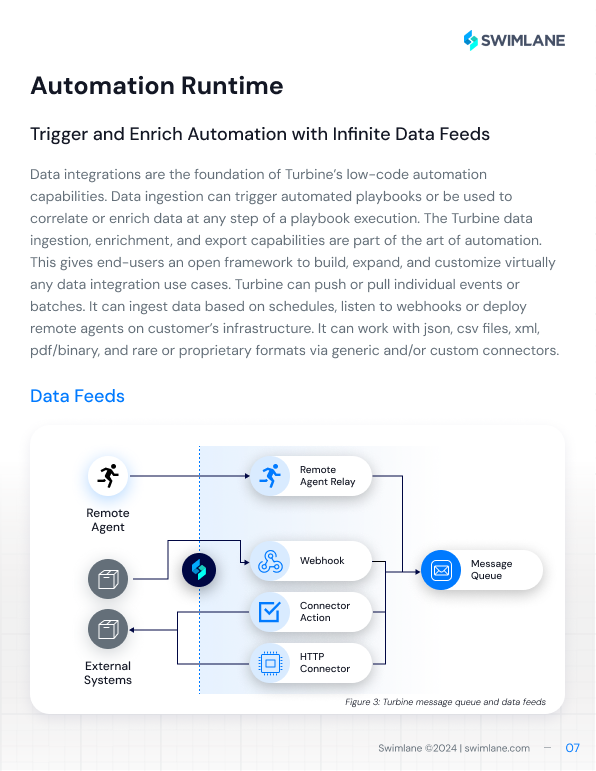 SWIMLANE
Automation Runtime
Trigger and Enrich Automation with Infinite Data Feeds
Data integrations are the foundation of Turbine’s low-code automation
capabilities. Data ingestion can trigger automated playbooks or be used to
correlate or enrich data at any step of a playbook execution. The Turbine data
ingestion, enrichment, and export capabilities are part of the art of automation.
This gives end-users an open framework to build, expand, and customize virtually
any data integration use cases. Turbine can push or pull individual events or
batches. It can ingest data based on schedules, listen to webhooks or deploy
remote agents on customer’s infrastructure. It can work with json, csv files, xml,
pdf/binary, and rare or proprietary formats via generic and/or custom connectors.
Data Feeds
Remote
Agent
Remote
Agent Relay
Webhook
Message
Queue
Connector
Action
HTTP
Connector
External
Systems
Figure 3: Turbine message queue and data feeds
Swimlane ©2024 | swimlane.com — 07